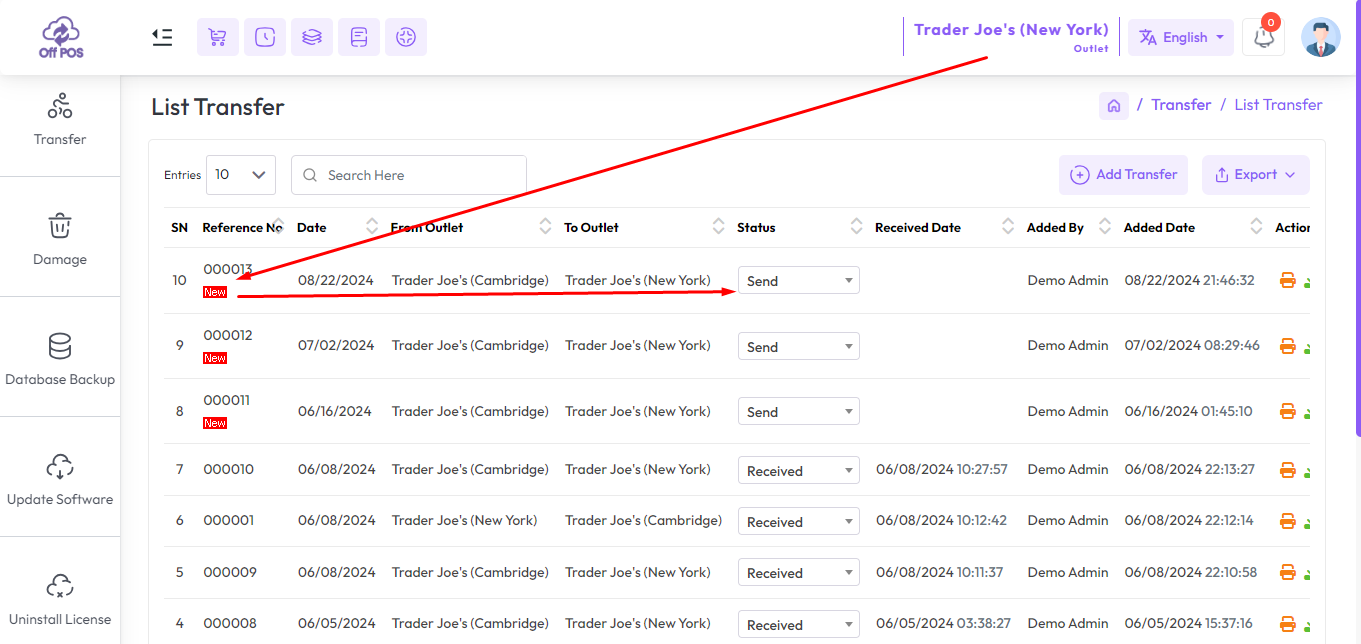 Off POS
Trader Joe's (New York)
Outlet
English
0
List Transfer
/ Transfer / List Transfer
Transfer
Damage
Database Backup
Update Software
Uninstall License
Entries 10 Search Here Add Transfer Export
SN Reference No Date From Outlet To Outlet Status Received Date Added By Added Date Action
10 000013 New 08/22/2024 Trader Joe's (Cambridge) Trader Joe's (New York) Send Demo Admin 08/22/2024 21:46:32
9 000012 New 07/02/2024 Trader Joe's (Cambridge) Trader Joe's (New York) Send Demo Admin 07/02/2024 08:29:46
8 000011 New 06/16/2024 Trader Joe's (Cambridge) Trader Joe's (New York) Send Demo Admin 06/16/2024 01:45:10
7 000010 06/08/2024 Trader Joe's (Cambridge) Trader Joe's (New York) Received 06/08/2024 10:27:57 Demo Admin 06/08/2024 22:13:27
6 000001 06/08/2024 Trader Joe's (New York) Trader Joe's (Cambridge) Received 06/08/2024 10:12:42 Demo Admin 06/08/2024 22:12:14
5 000009 06/08/2024 Trader Joe's (Cambridge) Trader Joe's (New York) Received 06/08/2024 10:11:37 Demo Admin 06/08/2024 22:10:58
4 000008 06/05/2024 Trader Joe's (Cambridge) Trader Joe's (New York) Received 06/05/2024 03:38:27 Demo Admin 06/05/2024 15:37:16